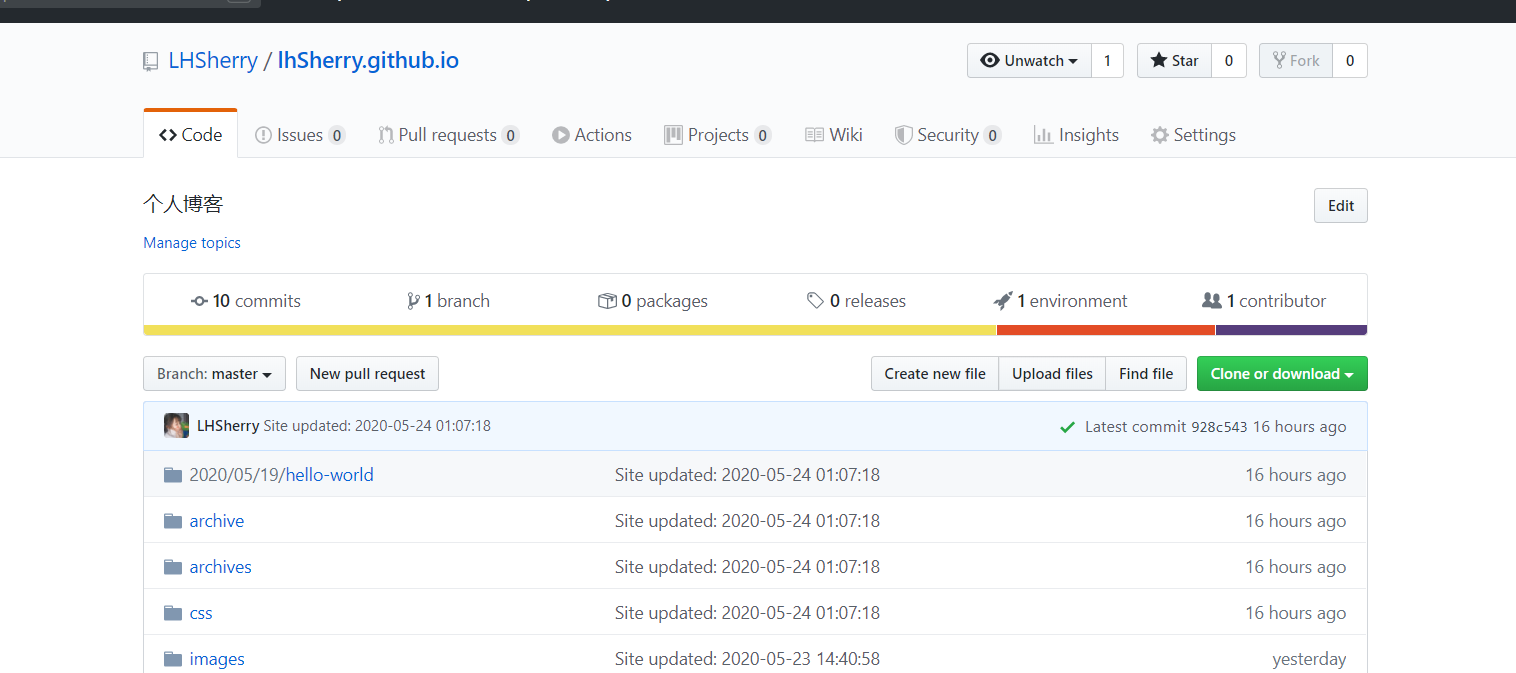 LHSherry / lhSherry.github.io
Unwatch 1 Star 0 Fork 0
Code Issues 0 Pull requests 0 Actions Projects 0 Wiki Security 0 Insights Settings
个人博客
Edit
Manage topics
10 commits 1 branch 0 packages 0 releases 1 environment 1 contributor
Branch: master New pull request Create new file Upload files Find file Clone or download
LHSherry Site updated: 2020-05-24 01:07:18 Latest commit 928c543 16 hours ago
2020/05/19/hello-world Site updated: 2020-05-24 01:07:18 16 hours ago
archive Site updated: 2020-05-24 01:07:18 16 hours ago
archives Site updated: 2020-05-24 01:07:18 16 hours ago
css Site updated: 2020-05-24 01:07:18 16 hours ago
images Site updated: 2020-05-23 14:40:58 yesterday